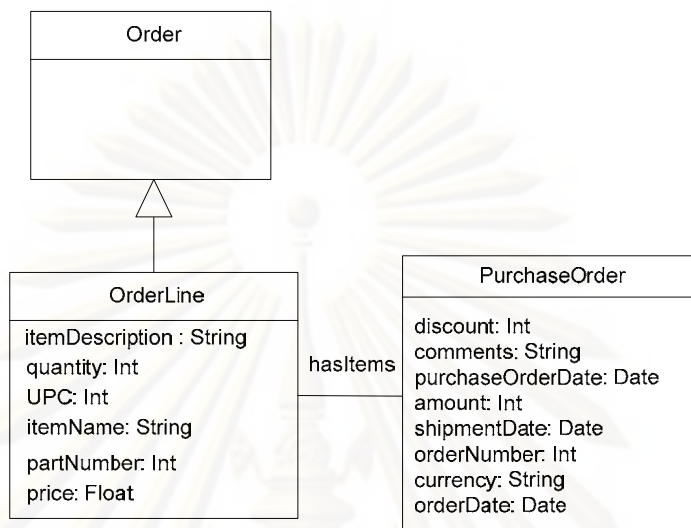 Order
OrderLine
itemDescription : String
quantity: Int
UPC: Int
itemName: String
partNumber: Int
price: Float
hasItems
PurchaseOrder
discount: Int
comments: String
purchaseOrderDate: Date
amount: Int
shipmentDate: Date
orderNumber: Int
currency: String
orderDate: Date